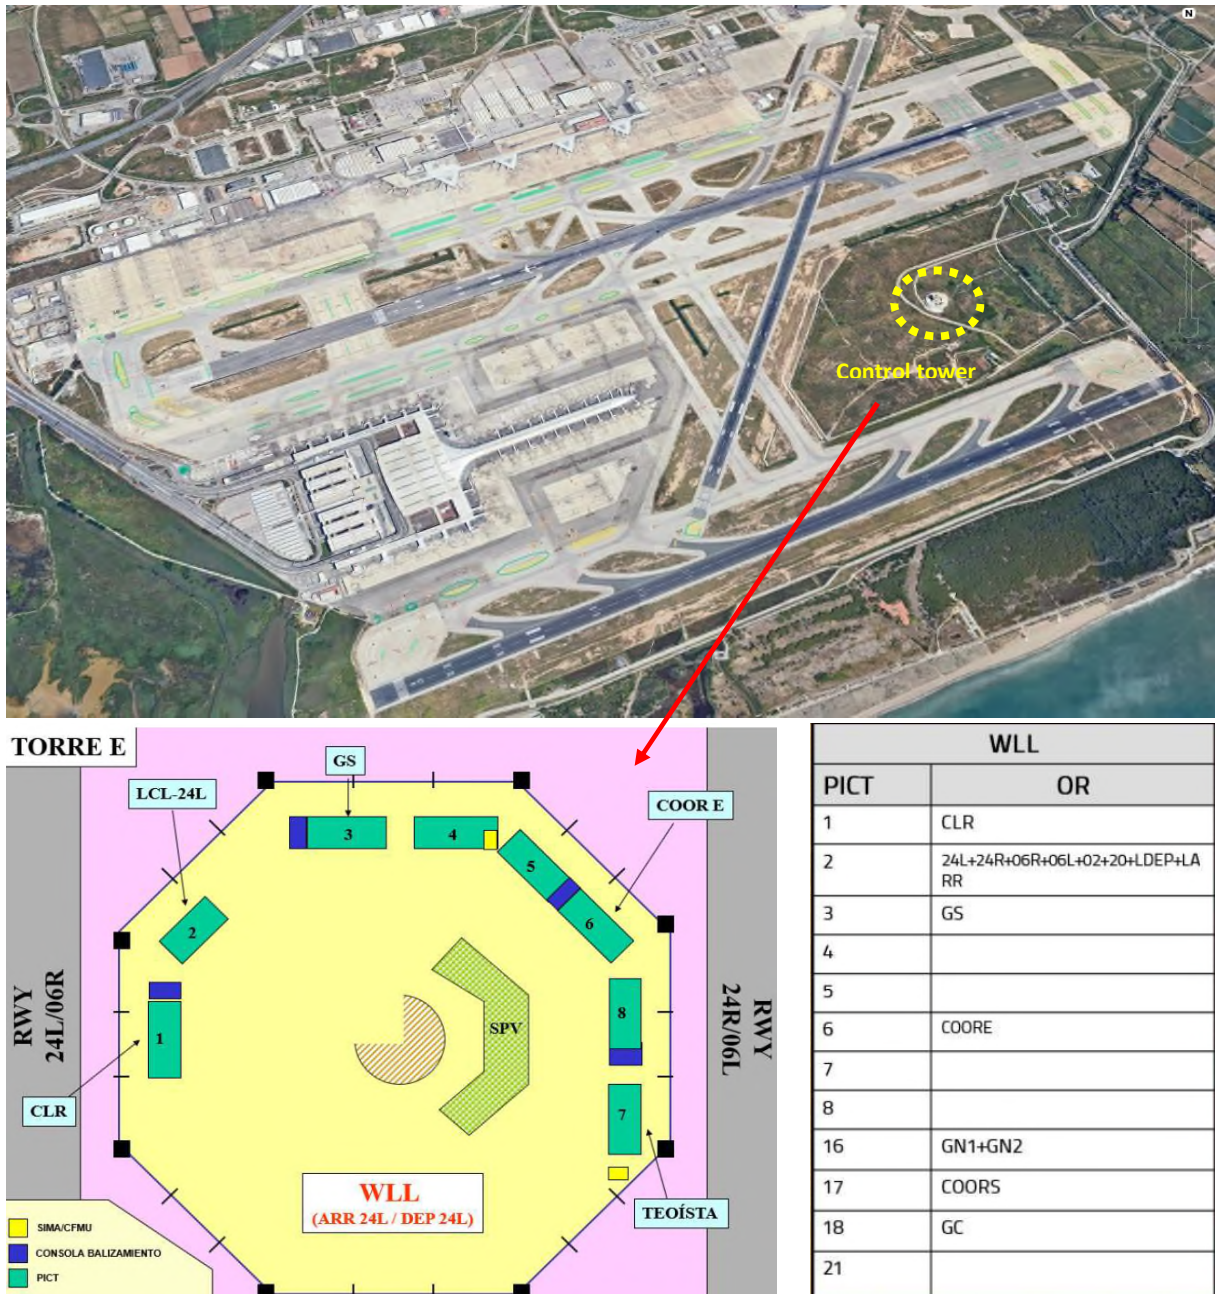 N
Control tower
TORRE E
GS
LCL-24L
COOR E
3
4
5
2
6
RWY
24L/06R
1
8
SPV
RWY
24R/06L
7
CLR
WLL
(ARR 24L / DEP 24L)
TEOÍSTA
SIMA/CFMU
CONSOLA BALIZAMIENTO
PICT
WLL
PICT OR
1 CLR
2 24L+24R+06R+06L+02+20+LDEP+LA
RR
3 GS
4
5
6 COORE
7
8
16 GN1+GN2
17 COORS
18 GC
21